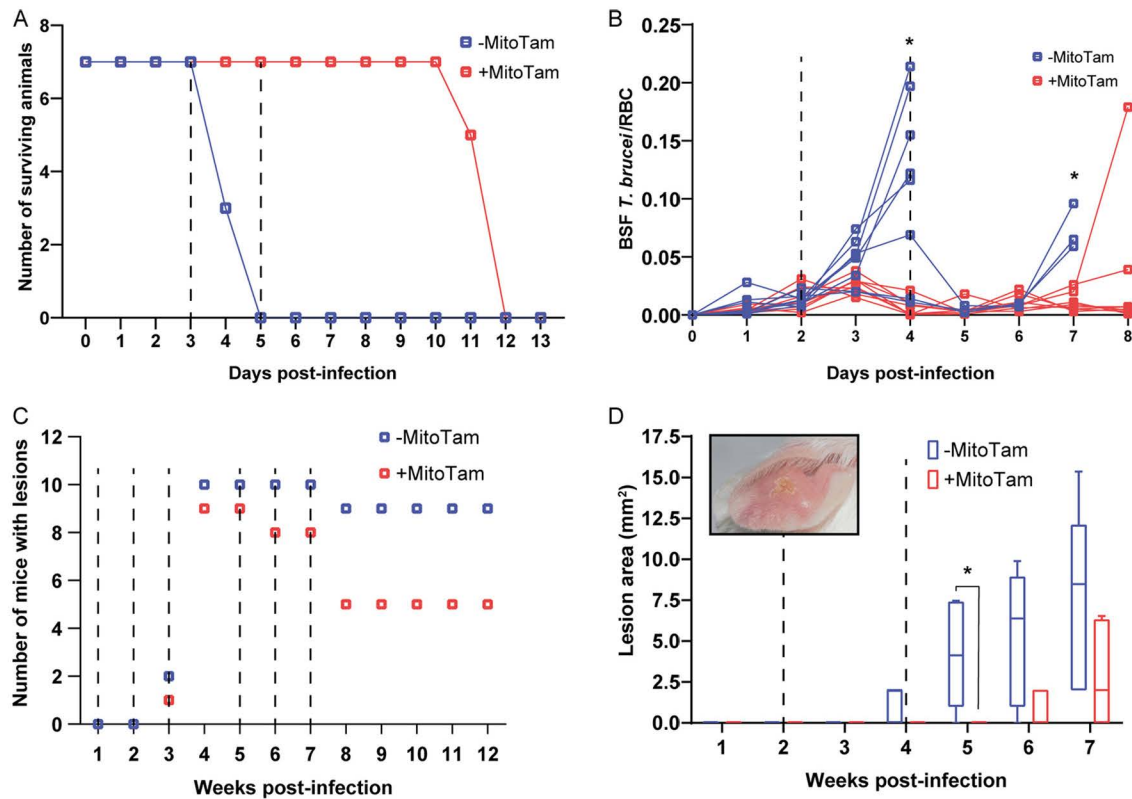 A
Number of surviving animals
8
6
4
2
0
-MitoTam
+MitoTam
0 1 2 3 4 5 6 7 8 9 10 11 12 13
Days post-infection
B
BSF T. brucei/RBC
0.25
0.20
0.15
0.10
0.05
0.00
*
*
-MitoTam
+MitoTam
0 1 2 3 4 5 6 7 8
Days post-infection
C
Number of mice with lesions
12
10
8
6
4
2
0
-MitoTam
+MitoTam
1 2 3 4 5 6 7 8 9 10 11 12
Weeks post-infection
D
Lesion area (mm²)
17.5
15.0
12.5
10.0
7.5
5.0
2.5
0.0
*
-MitoTam
+MitoTam
1 2 3 4 5 6 7
Weeks post-infection